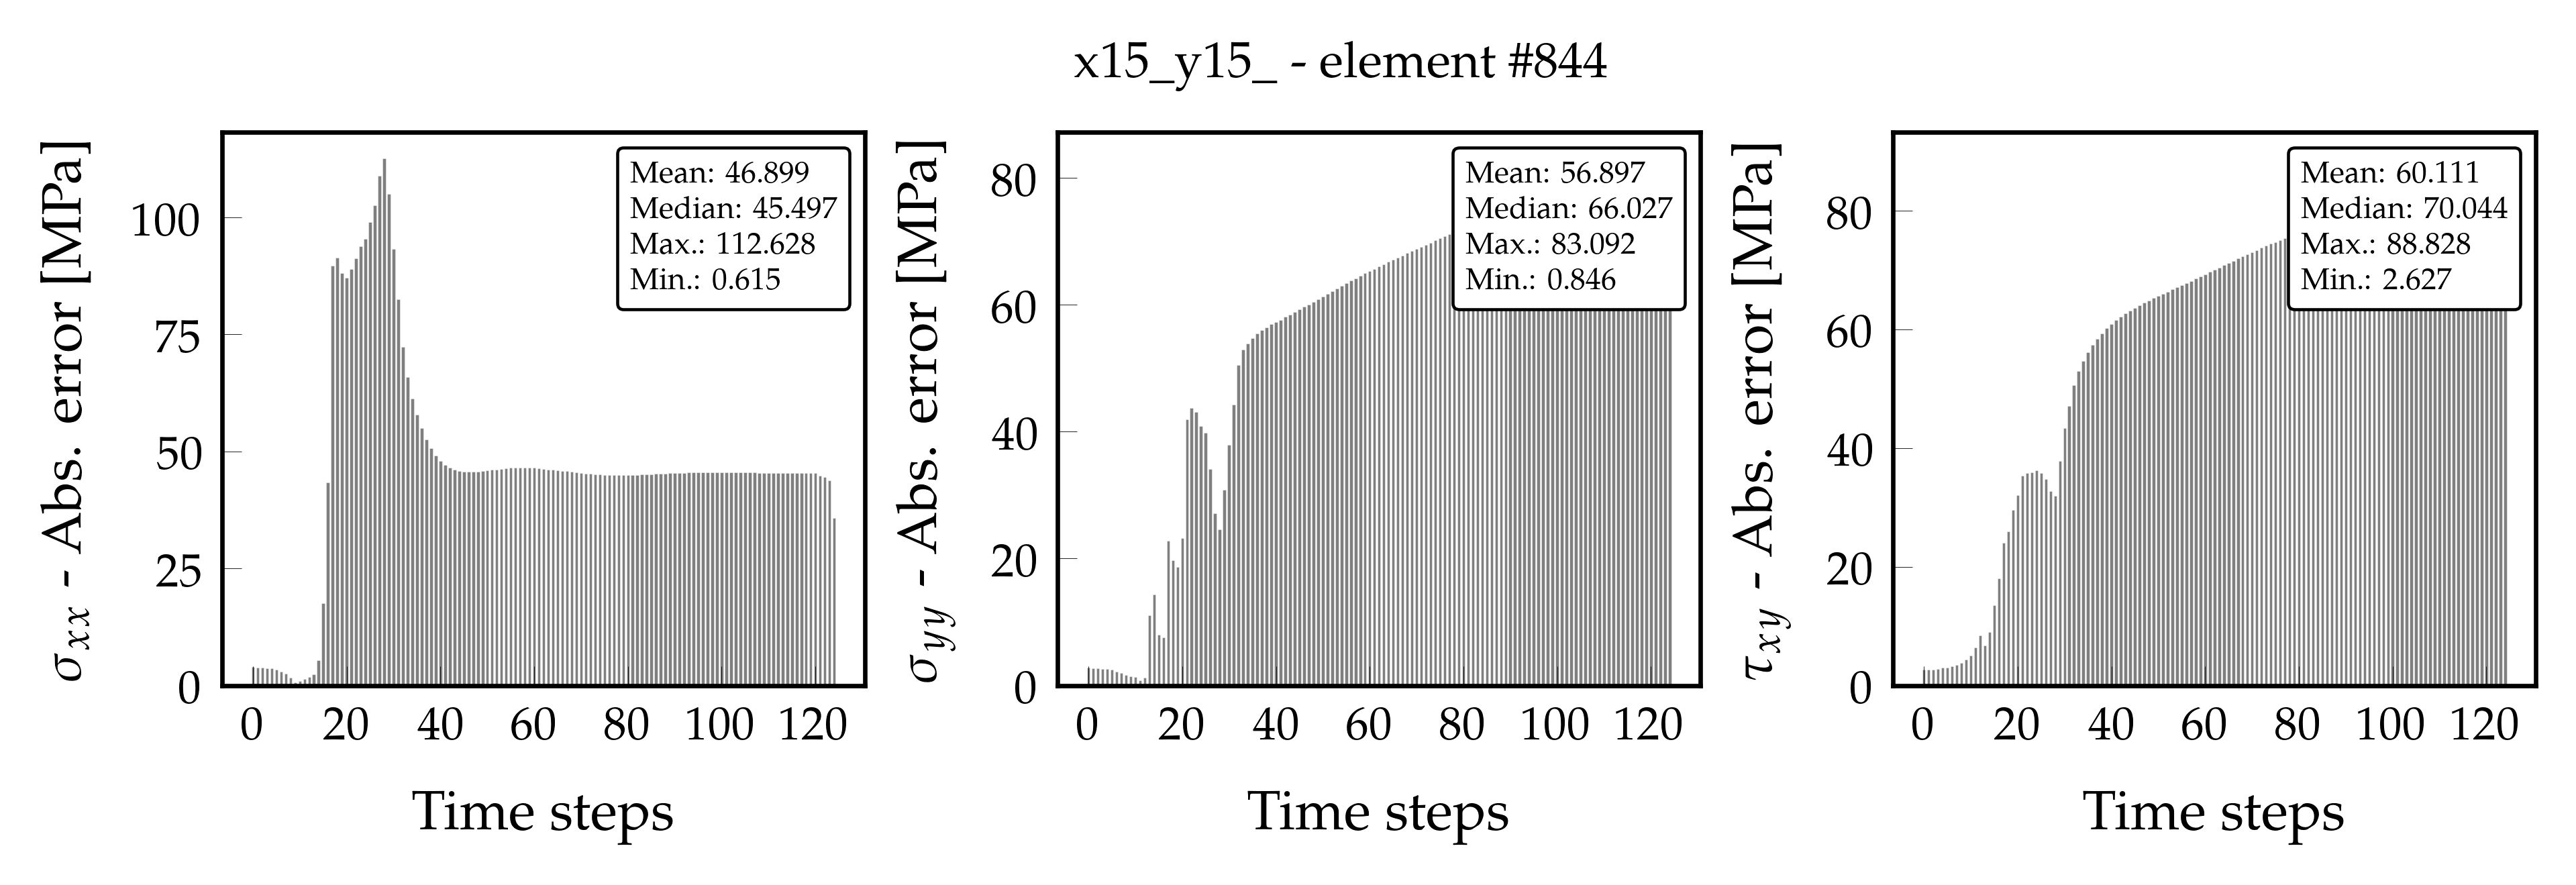 x15_y15_ - element #844
σxx - Abs. error [MPa]
100
75
50
25
0
Mean: 46.899
Median: 45.497
Max.: 112.628
Min.: 0.615
0 20 40 60 80 100 120
Time steps
σyy - Abs. error [MPa]
80
60
40
20
0
Mean: 56.897
Median: 66.027
Max.: 83.092
Min.: 0.846
0 20 40 60 80 100 120
Time steps
τxy - Abs. error [MPa]
80
60
40
20
0
Mean: 60.111
Median: 70.044
Max.: 88.828
Min.: 2.627
0 20 40 60 80 100 120
Time steps